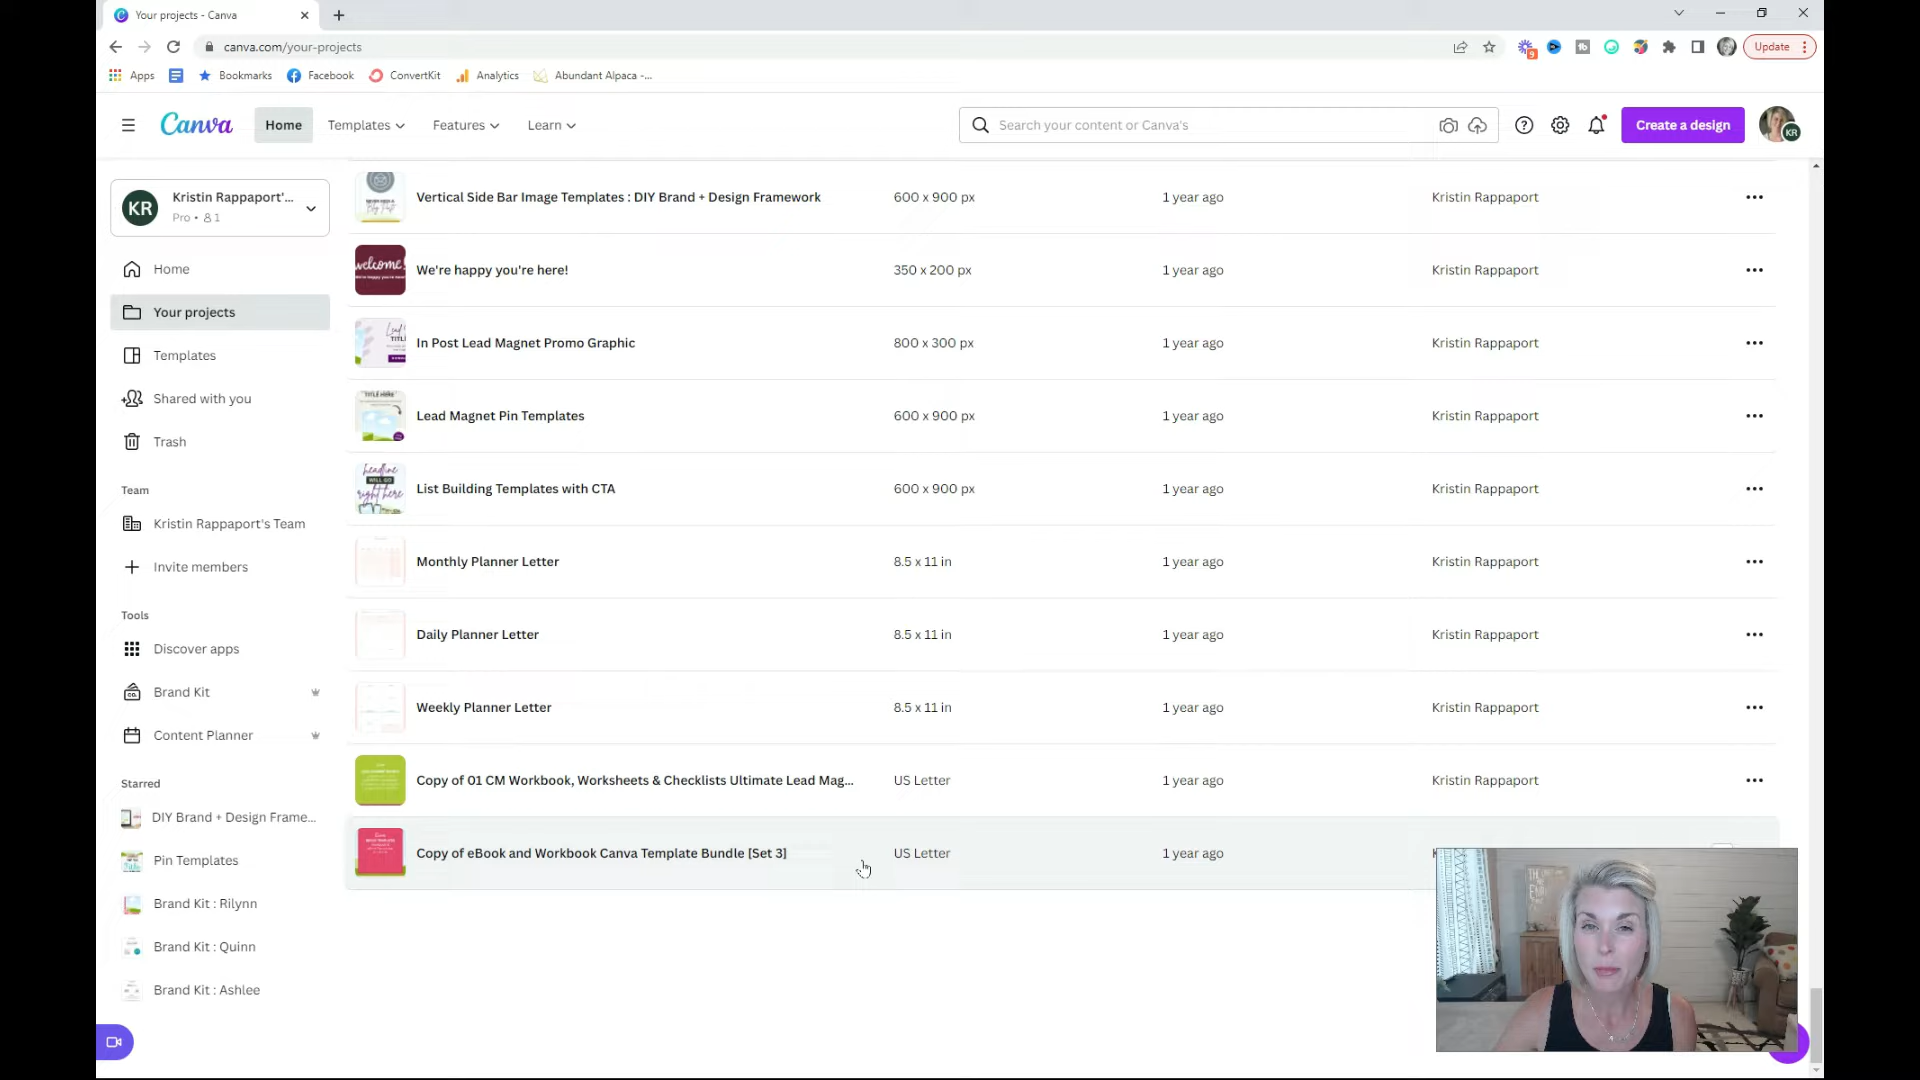 Your projects - Canva
canva.com/your-projects
9
Update
Apps
Bookmarks
Facebook
ConvertKit
Analytics
Abundant Alpaca -...
Canva
Home
Templates
Features
Learn
Search your content or Canva's
Create a design
KR
KR
Kristin Rappaport'...
Pro • 1
Home
Your projects
Templates
Shared with you
Trash
Team
Kristin Rappaport's Team
Invite members
Tools
Discover apps
Brand Kit
Content Planner
Starred
DIY Brand + Design Frame...
Pin Templates
Brand Kit : Rilynn
Brand Kit : Quinn
Brand Kit : Ashlee
Vertical Side Bar Image Templates : DIY Brand + Design Framework 600 x 900 px 1 year ago Kristin Rappaport
welcome!
We're happy you're here! 350 x 200 px 1 year ago Kristin Rappaport
In Post Lead Magnet Promo Graphic 800 x 300 px 1 year ago Kristin Rappaport
TITLE HERE
Lead Magnet Pin Templates 600 x 900 px 1 year ago Kristin Rappaport
headline
WILL GO
right here
List Building Templates with CTA 600 x 900 px 1 year ago Kristin Rappaport
Monthly Planner Letter 8.5 x 11 in 1 year ago Kristin Rappaport
Daily Planner Letter 8.5 x 11 in 1 year ago Kristin Rappaport
Weekly Planner Letter 8.5 x 11 in 1 year ago Kristin Rappaport
Copy of 01 CM Workbook, Worksheets & Checklists Ultimate Lead Mag... US Letter 1 year ago Kristin Rappaport
Copy of eBook and Workbook Canva Template Bundle [Set 3] US Letter 1 year ago